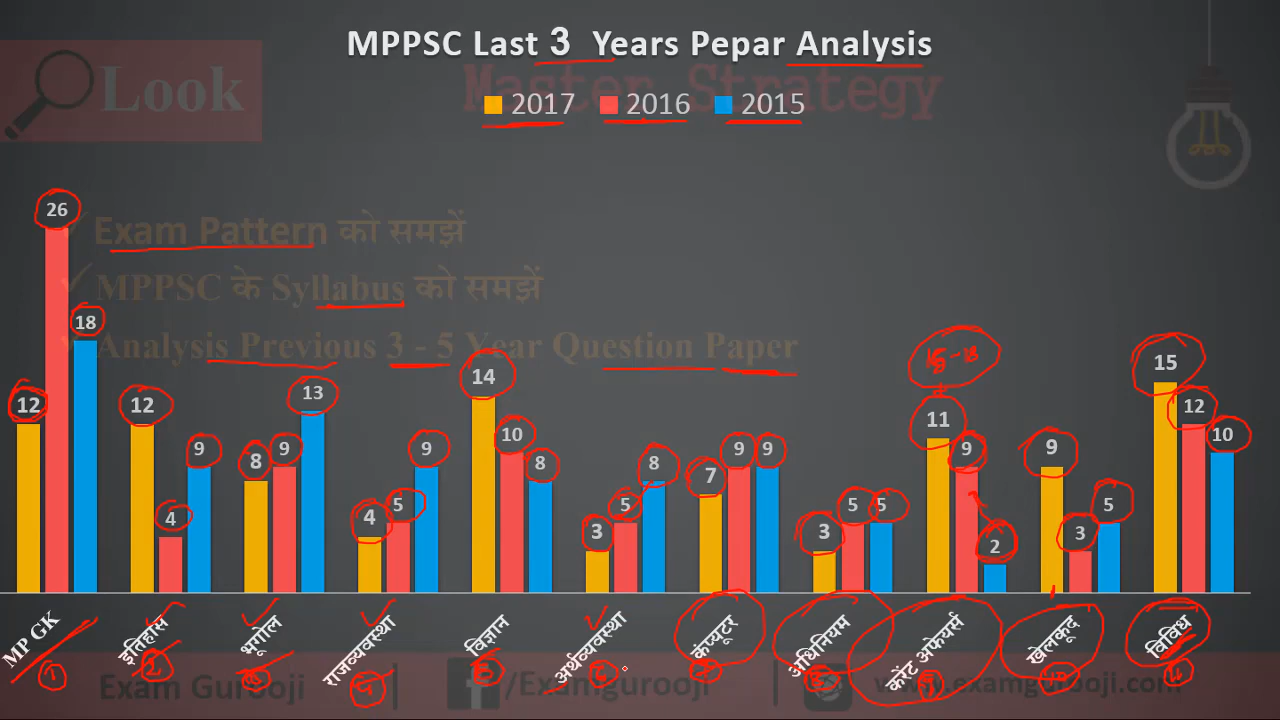 MPPSC Last 3 Years Pepar Analysis
Look
Master Strategy
2017 2016 2015
26
18
12
Exam Pattern को समझें
MPPSC के Syllabus को समझें
Analysis Previous 3 - 5 Year Question Paper
12
4
9
8
9
13
4
5
9
14
10
8
3
5
8
7
9
9
3
5
5
11
9
2
9
3
5
15
12
10
MP GK
इतिहास
भूगोल
राजव्यवस्था
विज्ञान
अर्थव्यवस्था
कंप्यूटर
अधिनियम
करेंट अफेयर्स
खेलकूद
विविध
Exam Gurooji
/Examgurooji
www.examgurooji.com